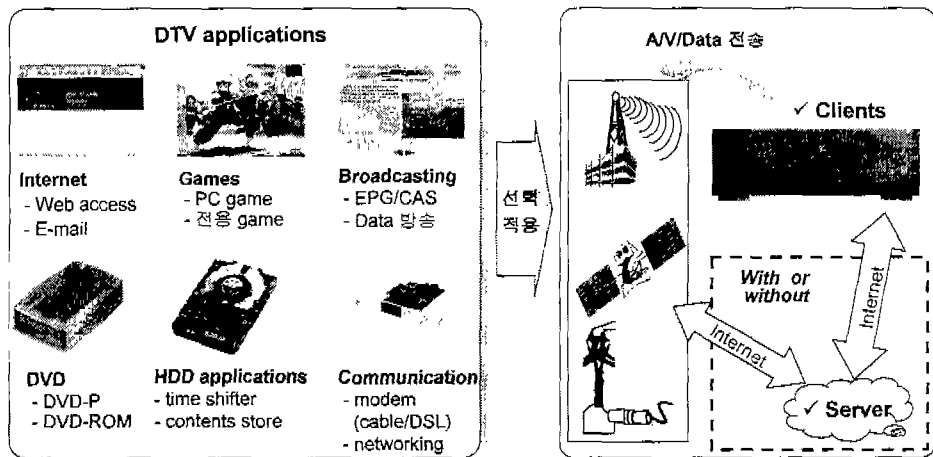 DTV applications
Internet
- Web access
- E-mail
Games
- PC game
- 전용 game
Broadcasting
- EPG/CAS
- Data 방송
DVD
- DVD-P
- DVD-ROM
HDD applications
- time shifter
- contents store
Communication
- modem
(cable/DSL)
- networking
선택
적용
A/V/Data 전송
✓ Clients
With or
without
Internet
Internet
✓ Server